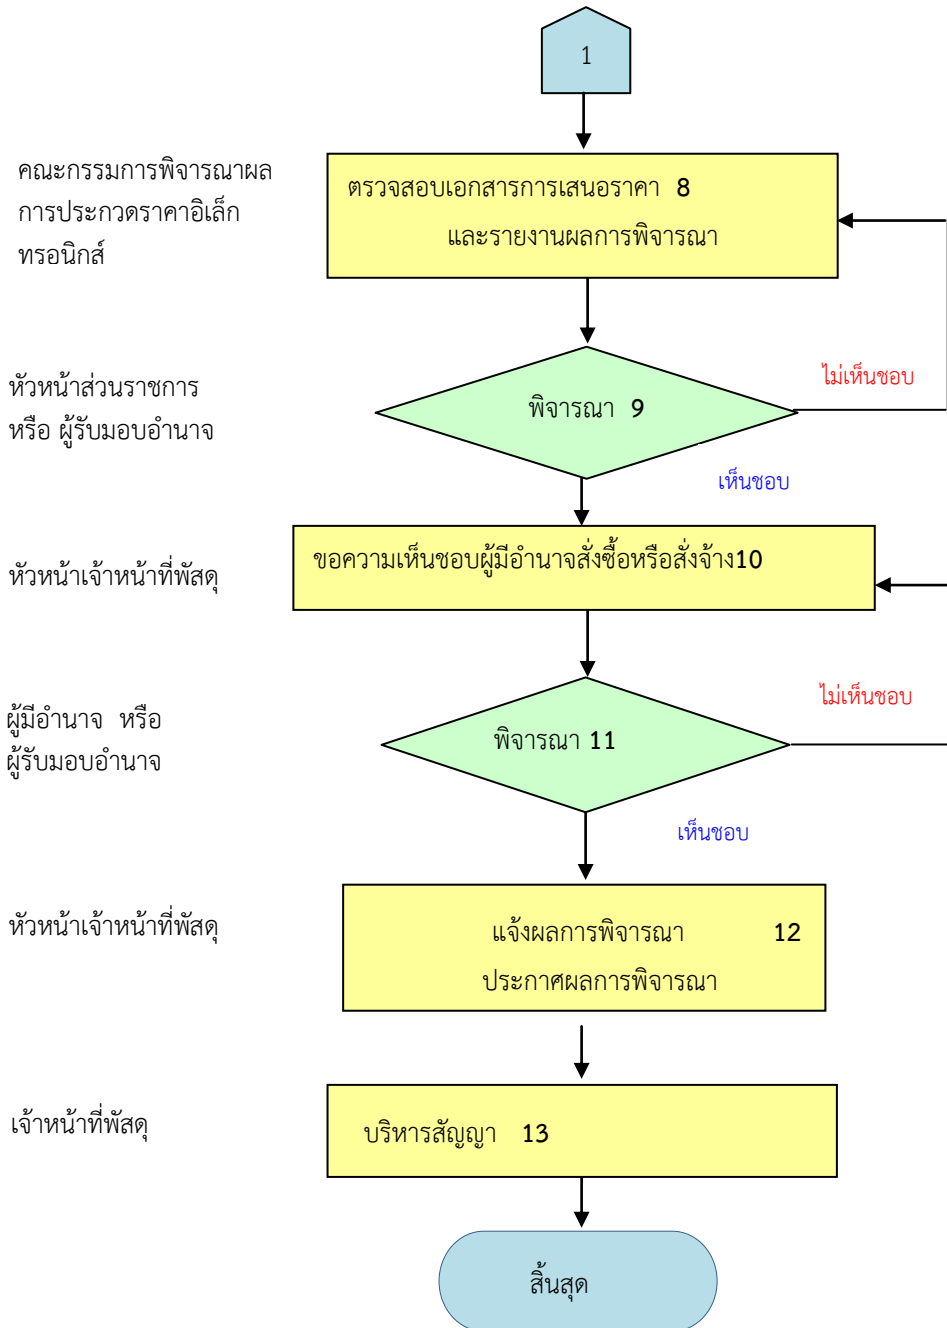 1
คณะกรรมการพิจารณาผล
การประกวดราคาอิเล็ก
ทรอนิกส์
ตรวจสอบเอกสารการเสนอราคา 8
และรายงานผลการพิจารณา
หัวหน้าส่วนราชการ
หรือ ผู้รับมอบอำนาจ
พิจารณา 9
ไม่เห็นชอบ
เห็นชอบ
หัวหน้าเจ้าหน้าที่พัสดุ
ขอความเห็นชอบผู้มีอำนาจสั่งซื้อหรือสั่งจ้าง10
ผู้มีอำนาจ หรือ
ผู้รับมอบอำนาจ
พิจารณา 11
ไม่เห็นชอบ
เห็นชอบ
หัวหน้าเจ้าหน้าที่พัสดุ
แจ้งผลการพิจารณา 12
ประกาศผลการพิจารณา
เจ้าหน้าที่พัสดุ
บริหารสัญญา 13
สิ้นสุด